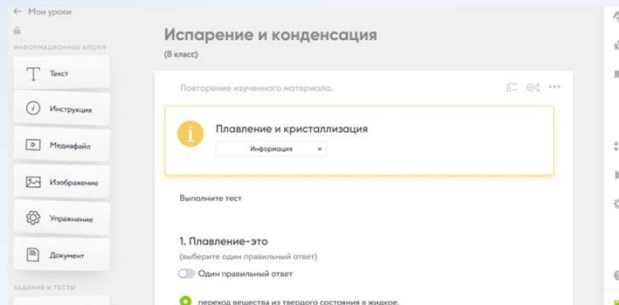 ← Мои уроки
ИНФОРМАЦИОННЫЕ БЛОКИ
Текст
Инструкция
Медиафайл
Изображение
Упражнение
Документ
ЗАДАНИЯ И ТЕСТЫ
Испарение и конденсация
(8 класс)
Повторение изученного материала.
Плавление и кристаллизация
Информация
Выполните тест
1. Плавление-это
(выберите один правильный ответ)
Один правильный ответ
переход вещества из твердого состояния в жидкое.